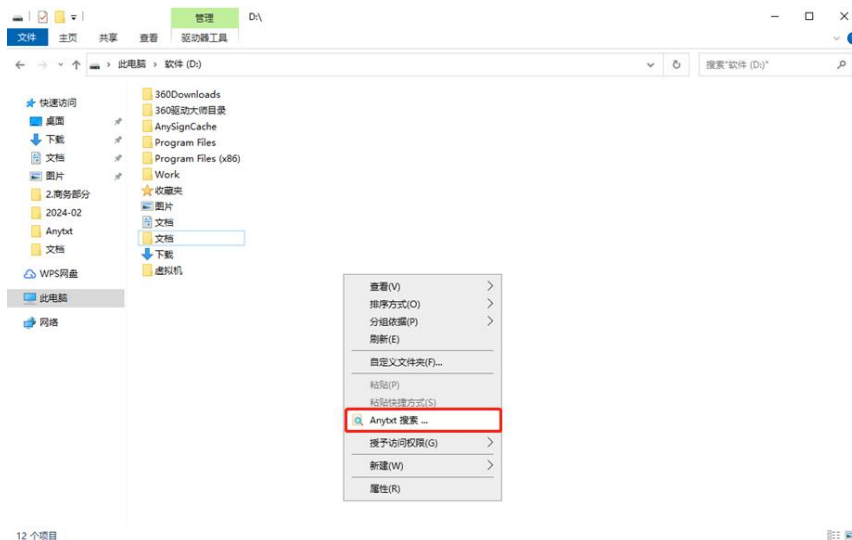 管理
D:\
文件
主页
共享
查看
驱动器工具
此电脑
软件 (D:)
搜索"软件 (D:)"
快速访问
桌面
下载
文档
图片
2.商务部分
2024-02
Anytxt
文档
WPS网盘
此电脑
网络
360Downloads
360驱动大师目录
AnySignCache
Program Files
Program Files (x86)
Work
收藏夹
图片
文档
文档
下载
虚拟机
查看(V)
排序方式(O)
分组依据(P)
刷新(E)
自定义文件夹(F)...
粘贴(P)
粘贴快捷方式(S)
Anytxt 搜索 ...
授予访问权限(G)
新建(W)
属性(R)
12 个项目